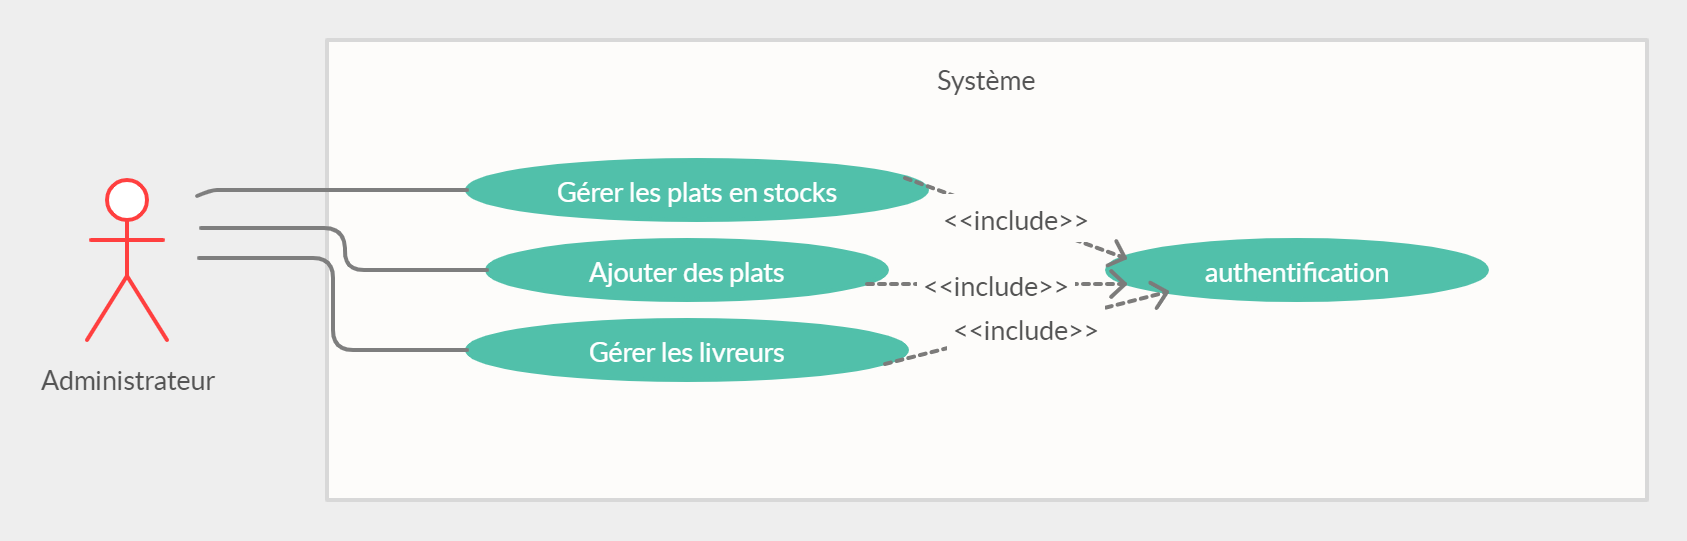 Système
Gérer les plats en stocks
<<include>>
Ajouter des plats
<<include>>
authentification
<<include>>
Gérer les livreurs
Administrateur